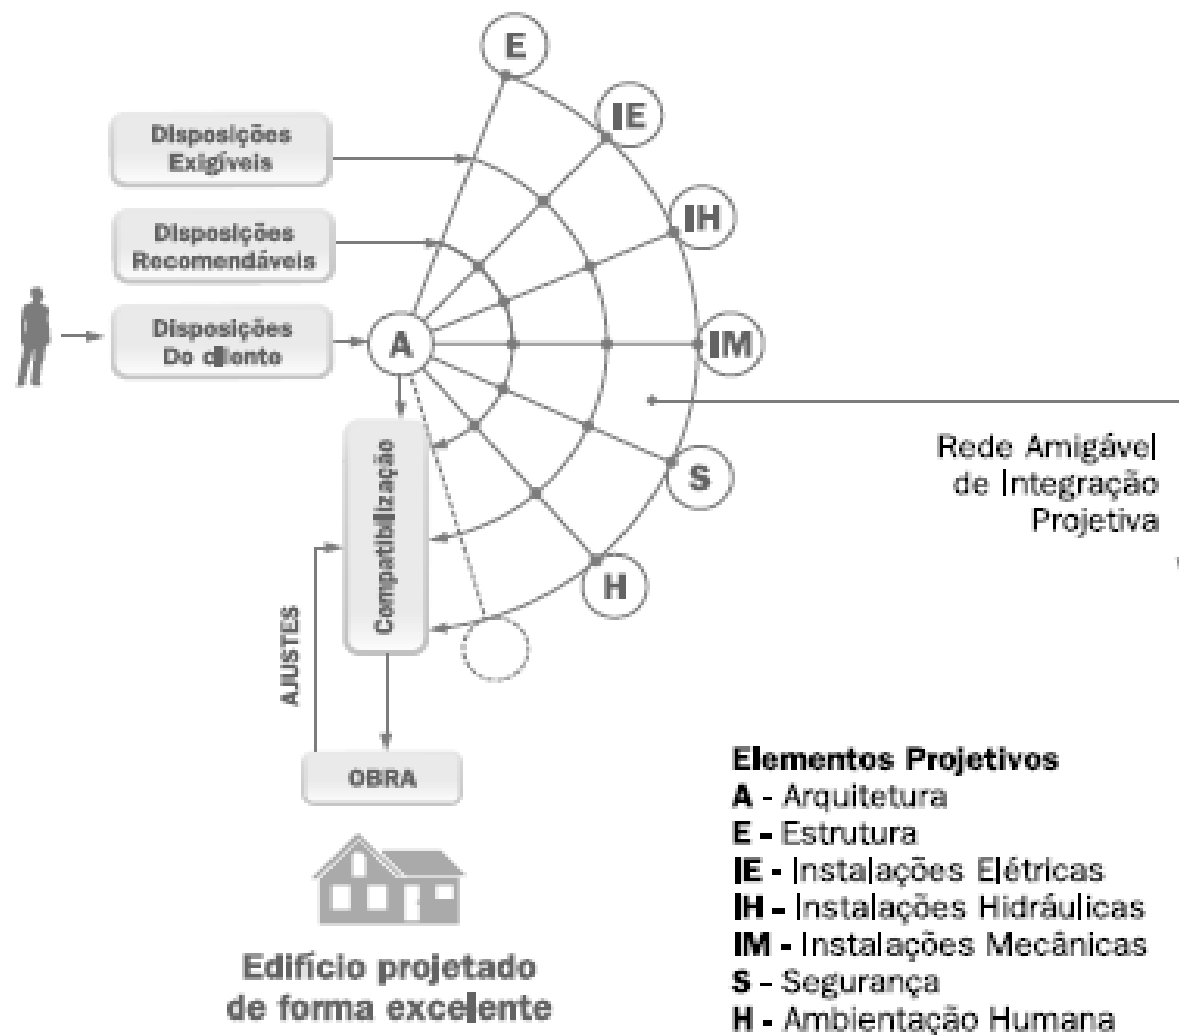 E
IE
Disposições
Exigíveis
IH
Disposições
Recomendáveis
Disposições
Do cliente
A
IM
Rede Amigável
de Integração
Projetiva
S
Compatibilização
H
AJUSTES
OBRA
Edifício projetado
de forma excelente
Elementos Projetivos
A - Arquitetura
E - Estrutura
IE - Instalações Elétricas
IH - Instalações Hidráulicas
IM - Instalações Mecânicas
S - Segurança
H - Ambientação Humana